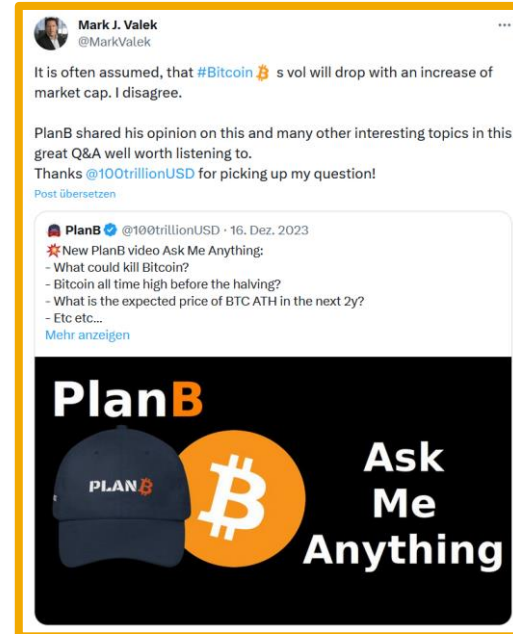 Mark J. Valek
@MarkValek
It is often assumed, that #Bitcoin s vol will drop with an increase of
market cap. I disagree.
PlanB shared his opinion on this and many other interesting topics in this
great Q&A well worth listening to.
Thanks @100trillionUSD for picking up my question!
Post übersetzen
PlanB @100trillionUSD · 16. Dez. 2023
New PlanB video Ask Me Anything:
- What could kill Bitcoin?
- Bitcoin all time high before the halving?
- What is the expected price of BTC ATH in the next 2y?
- Etc etc...
Mehr anzeigen
PlanB
PLAN₿
₿
Ask
Me
Anything